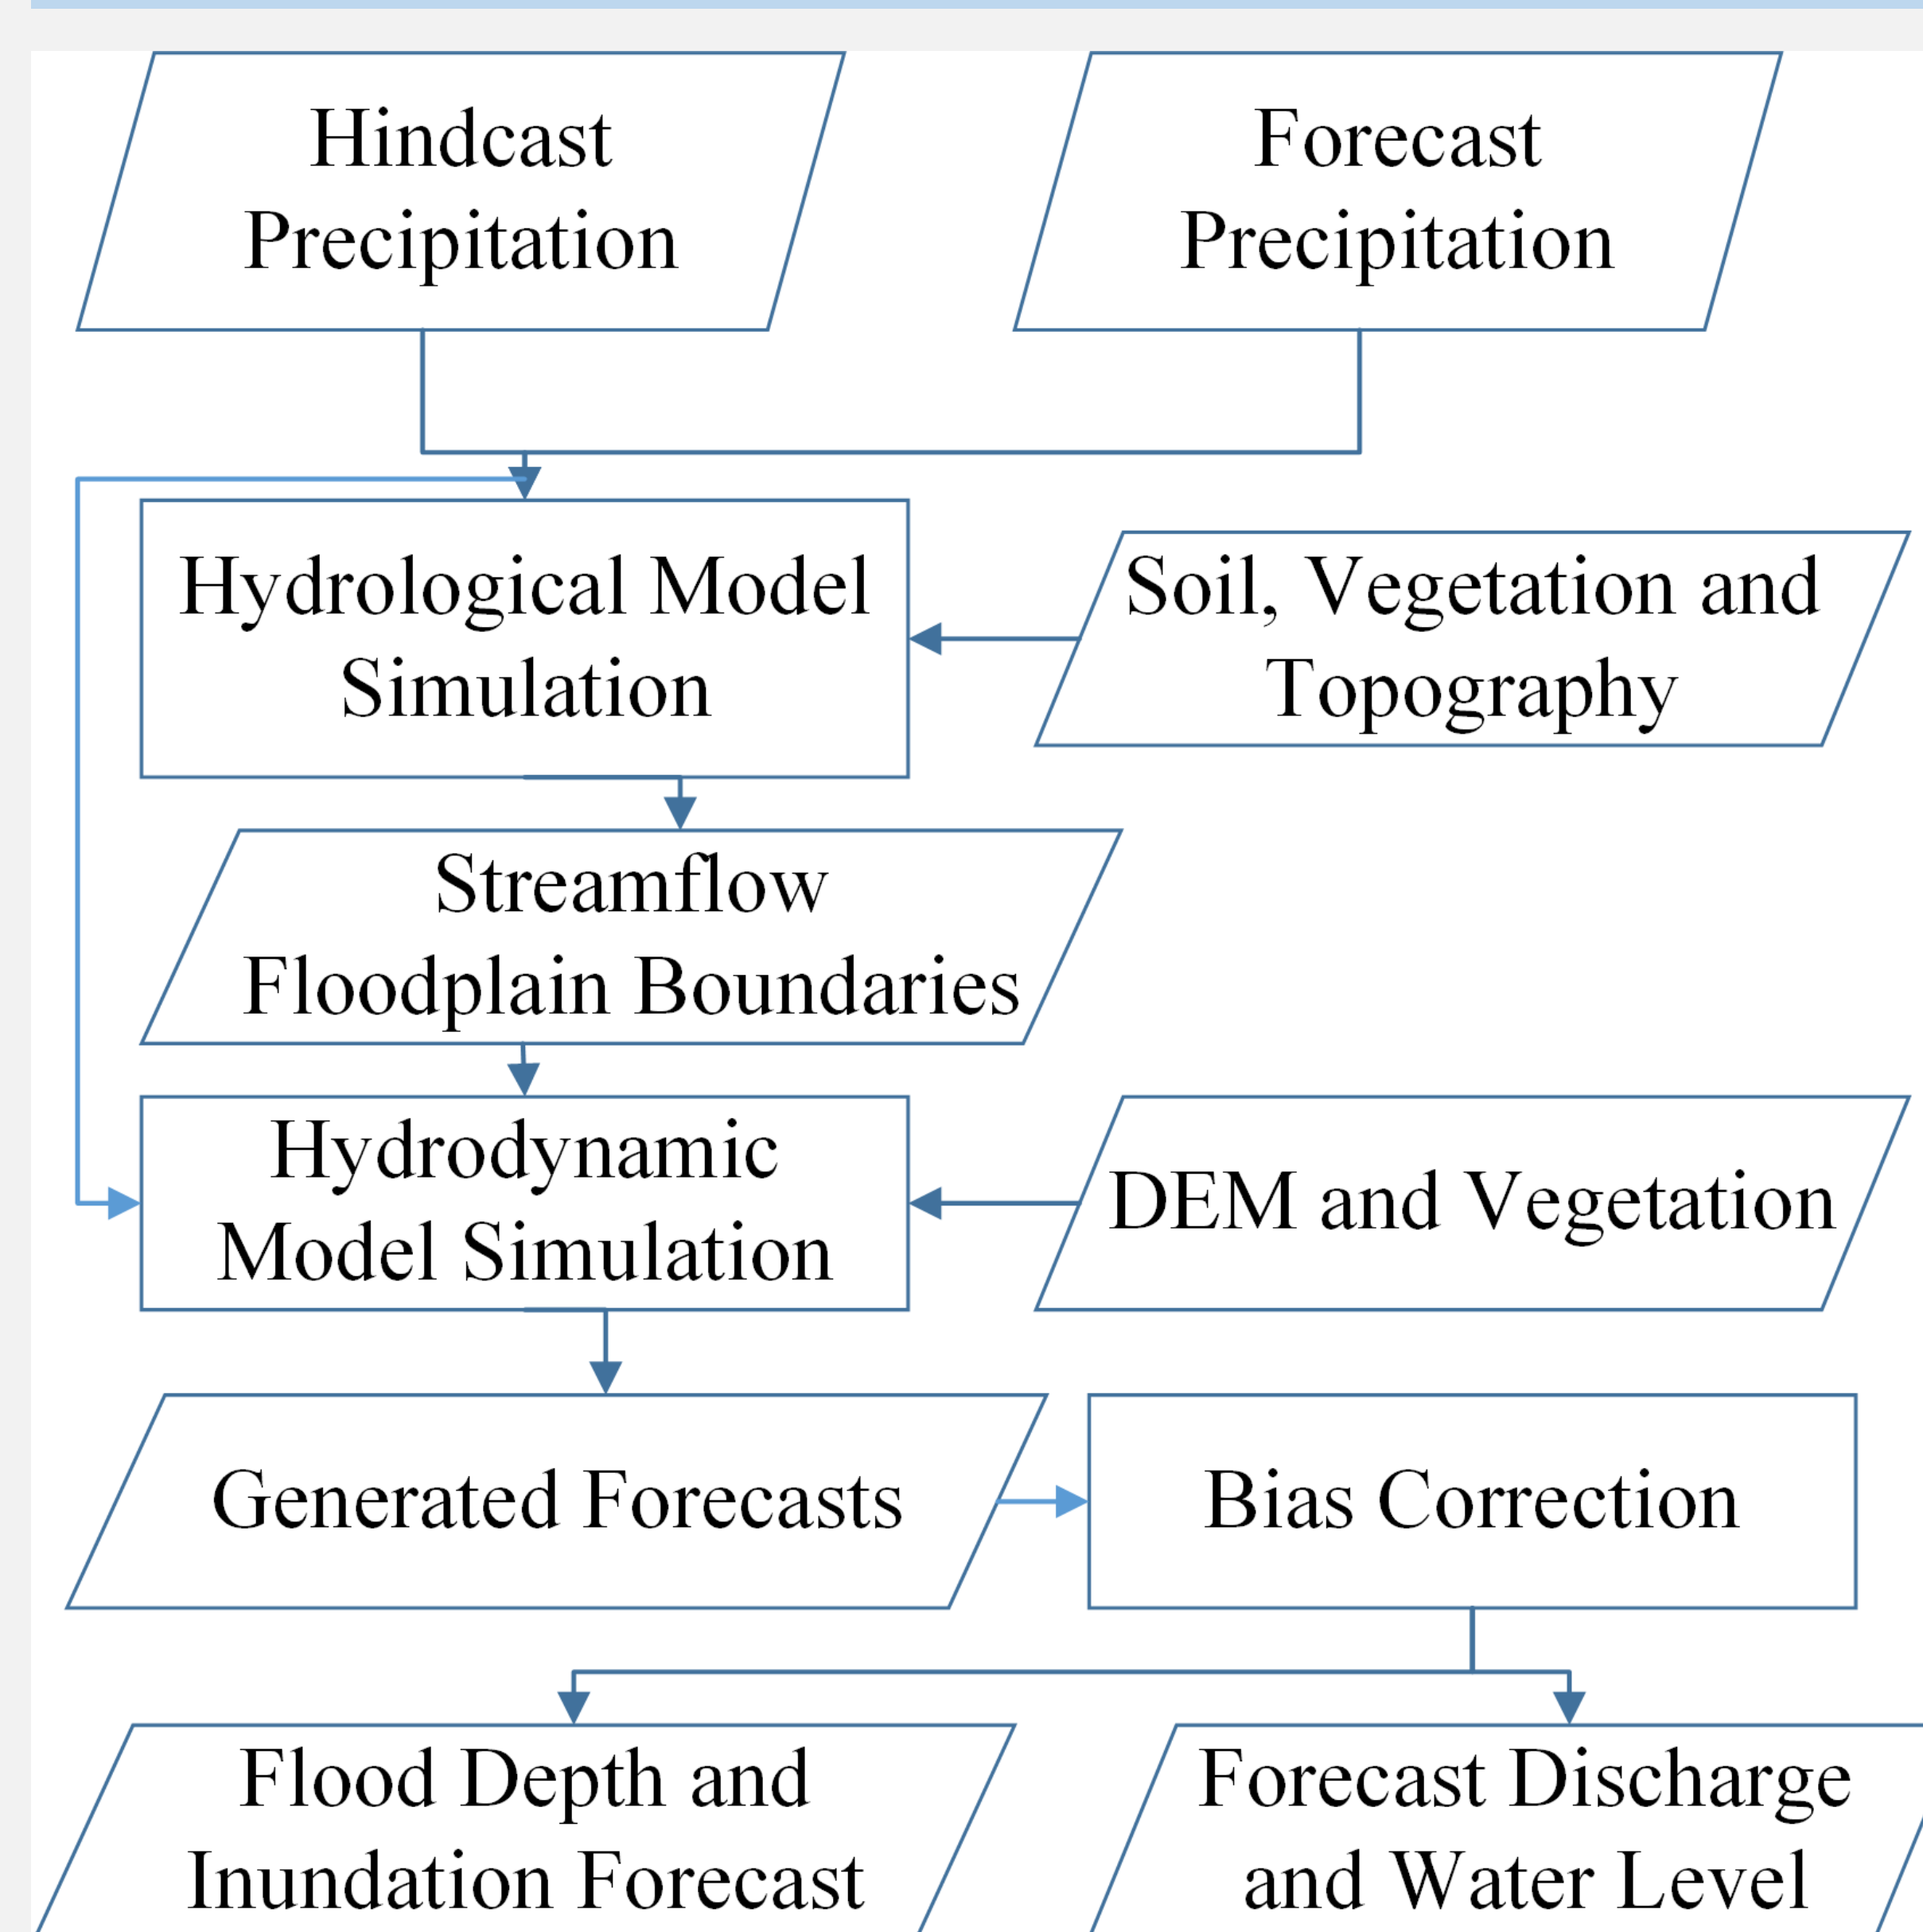 Hindcast
Precipitation
Forecast
Precipitation
Hydrological Model
Simulation
Soil, Vegetation and
Topography
Streamflow
Floodplain Boundaries
Hydrodynamic
Model Simulation
DEM and Vegetation
Generated Forecasts
Bias Correction
Flood Depth and
Inundation Forecast
Forecast Discharge
and Water Level